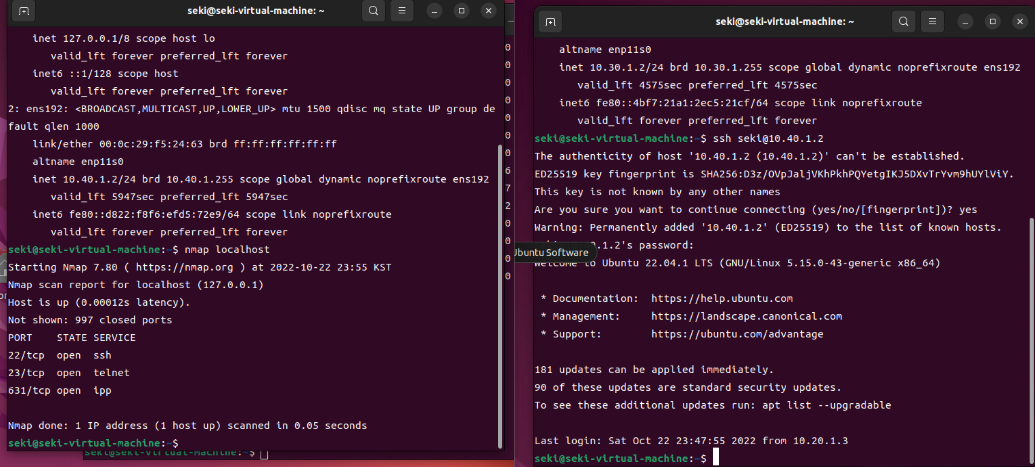 seki@seki-virtual-machine: ~
inet 127.0.0.1/8 scope host lo
valid_lft forever preferred_lft forever
inet6 ::1/128 scope host
valid_lft forever preferred_lft forever
2: ens192: <BROADCAST,MULTICAST,UP,LOWER_UP> mtu 1500 qdisc mq state UP group de
fault qlen 1000
link/ether 00:0c:29:f5:24:63 brd ff:ff:ff:ff:ff:ff
altname enp11s0
inet 10.40.1.2/24 brd 10.40.1.255 scope global dynamic noprefixroute ens192
valid_lft 5947sec preferred_lft 5947sec
inet6 fe80::d822:f8f6:efd5:72e9/64 scope link noprefixroute
valid_lft forever preferred_lft forever
seki@seki-virtual-machine:~$ nmap localhost
Starting Nmap 7.80 ( https://nmap.org ) at 2022-10-22 23:55 KST
Nmap scan report for localhost (127.0.0.1)
Host is up (0.00012s latency).
Not shown: 997 closed ports
PORT STATE SERVICE
22/tcp open ssh
23/tcp open telnet
631/tcp open ipp
Nmap done: 1 IP address (1 host up) scanned in 0.05 seconds
seki@seki-virtual-machine:~$
seki@seki-virtual-machine:~$
seki@seki-virtual-machine: ~
altname enp11s0
inet 10.30.1.2/24 brd 10.30.1.255 scope global dynamic noprefixroute ens192
valid_lft 4575sec preferred_lft 4575sec
inet6 fe80::4bf7:21a1:2ec5:21cf/64 scope link noprefixroute
valid_lft forever preferred_lft forever
seki@seki-virtual-machine:~$ ssh seki@10.40.1.2
The authenticity of host '10.40.1.2 (10.40.1.2)' can't be established.
ED25519 key fingerprint is SHA256:D3z/OVpJaljVKhPkhPQYetgIKJ5DXvTrYvm9hUYlViY.
This key is not known by any other names
Are you sure you want to continue connecting (yes/no/[fingerprint])? yes
Warning: Permanently added '10.40.1.2' (ED25519) to the list of known hosts.
.1.2's password:
Ubuntu Software
Welcome to Ubuntu 22.04.1 LTS (GNU/Linux 5.15.0-43-generic x86_64)
* Documentation: https://help.ubuntu.com
* Management: https://landscape.canonical.com
* Support: https://ubuntu.com/advantage
181 updates can be applied immediately.
90 of these updates are standard security updates.
To see these additional updates run: apt list --upgradable
Last login: Sat Oct 22 23:47:55 2022 from 10.20.1.3
seki@seki-virtual-machine:~$